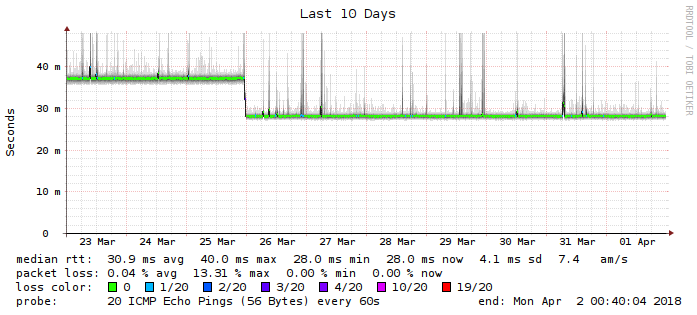 Last 10 Days
RRDTOOL / TOBI OETIKER
Seconds
40 m
30 m
20 m
10 m
0
23 Mar 24 Mar 25 Mar 26 Mar 27 Mar 28 Mar 29 Mar 30 Mar 31 Mar 01 Apr
median rtt: 30.9 ms avg 40.0 ms max 28.0 ms min 28.0 ms now 4.1 ms sd 7.4 am/s
packet loss: 0.04 % avg 13.31 % max 0.00 % min 0.00 % now
loss color: 0 1/20 2/20 3/20 4/20 10/20 19/20
probe: 20 ICMP Echo Pings (56 Bytes) every 60s end: Mon Apr 2 00:40:04 2018